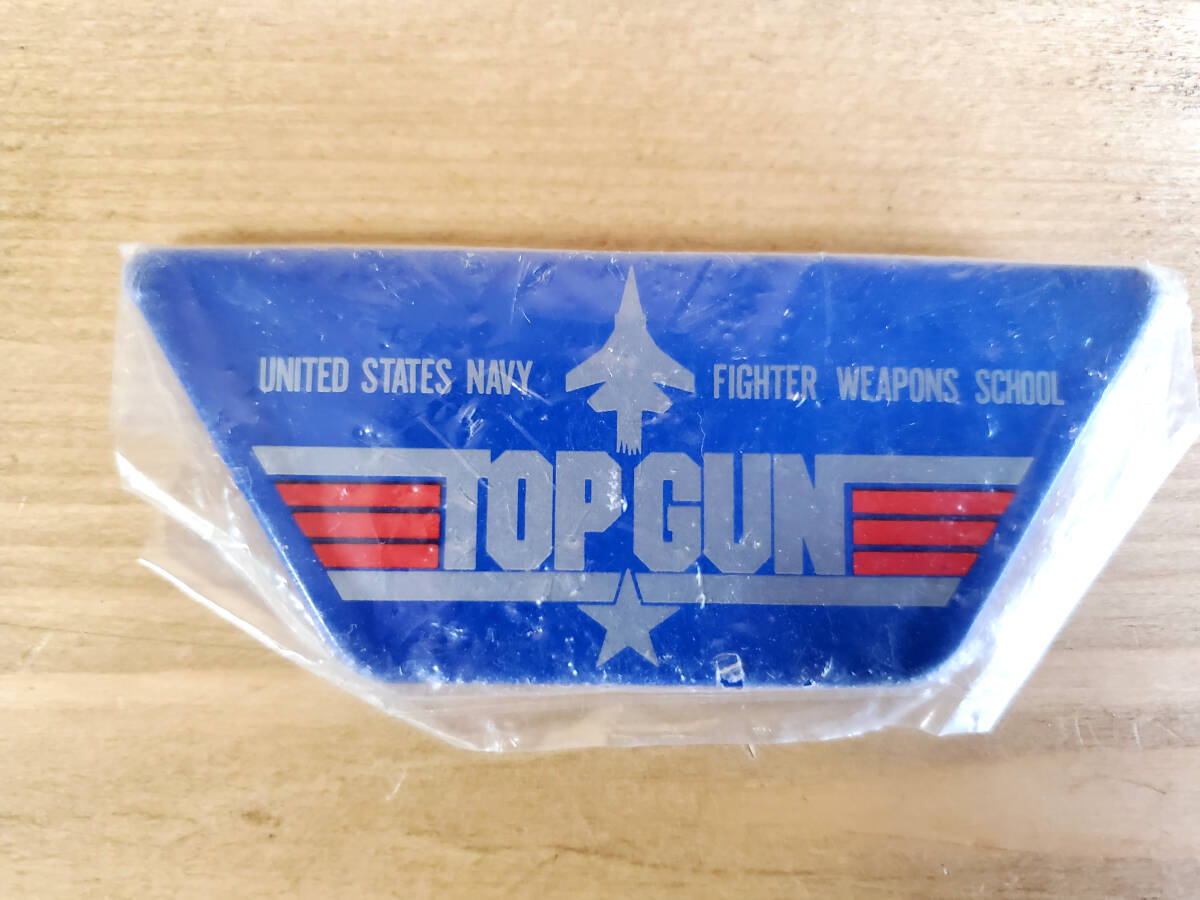 UNITED STATES NAVY FIGHTER WEAPONS SCHOOL
TOP GUN